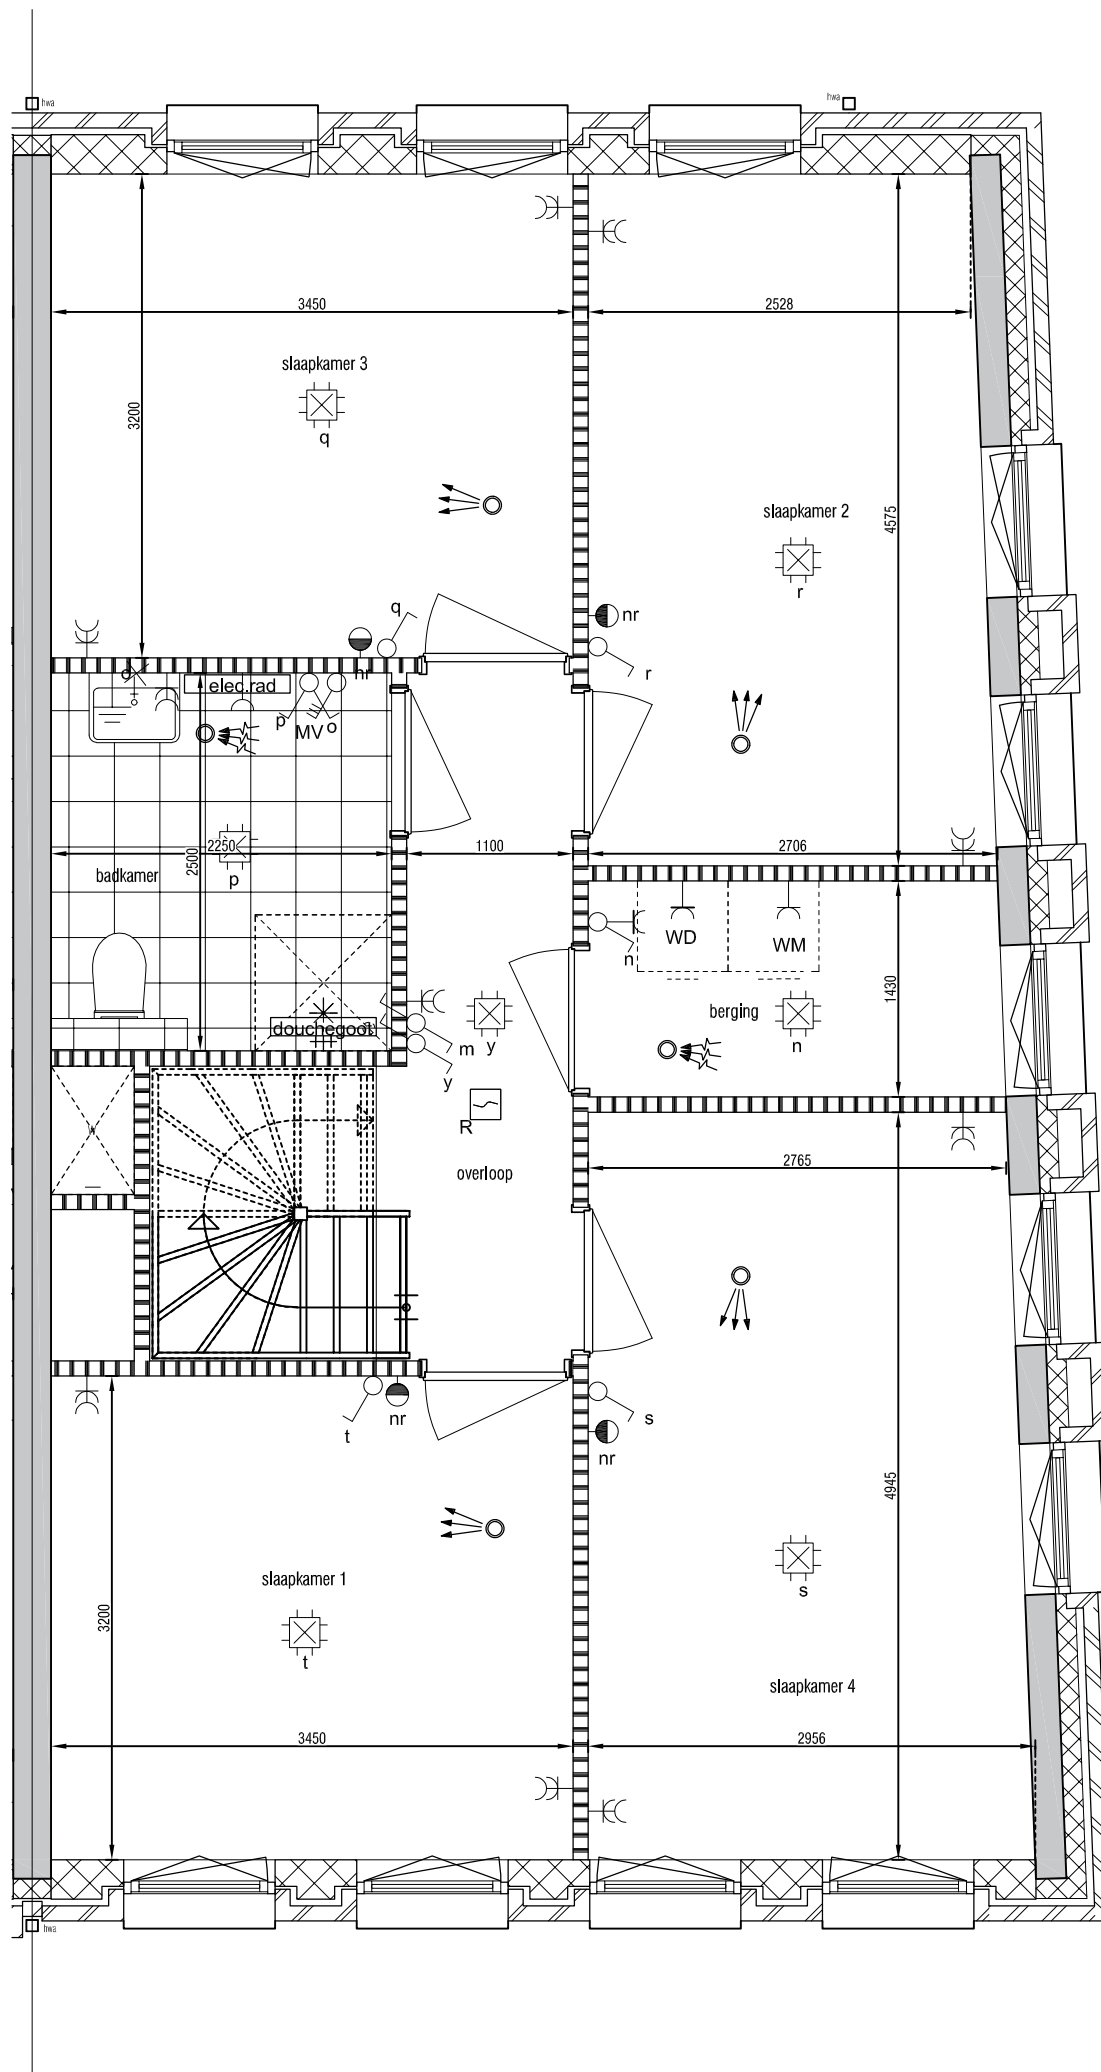 hwa
hwa
3450
2528
slaapkamer 3
3200
q
slaapkamer 2
4575
r
q
nr
nr
r
d
elec.rad
p
MV
o
2250
2500
1100
2706
badkamer
p
WD
WM
n
berging
1430
n
douchegoot
m
y
y
R
overloop
2765
t
nr
s
nr
4945
slaapkamer 1
s
3200
t
slaapkamer 4
3450
2956
hwa